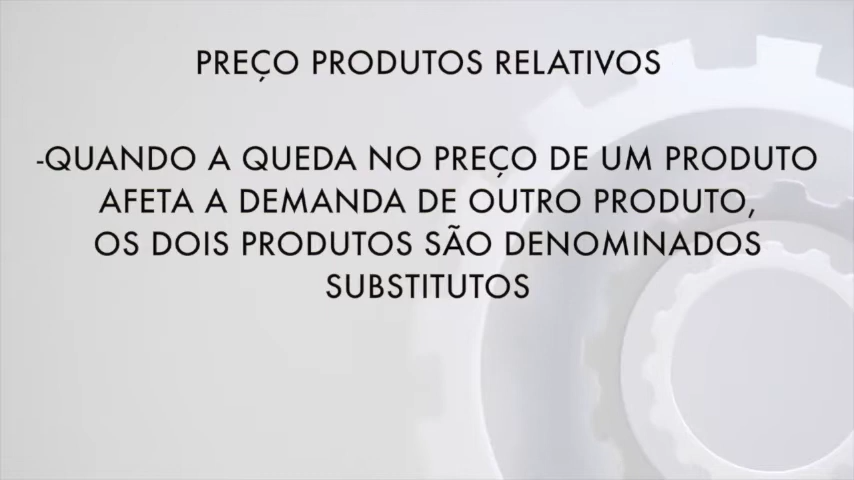 PREÇO PRODUTOS RELATIVOS
-QUANDO A QUEDA NO PREÇO DE UM PRODUTO
AFETA A DEMANDA DE OUTRO PRODUTO,
OS DOIS PRODUTOS SÃO DENOMINADOS
SUBSTITUTOS